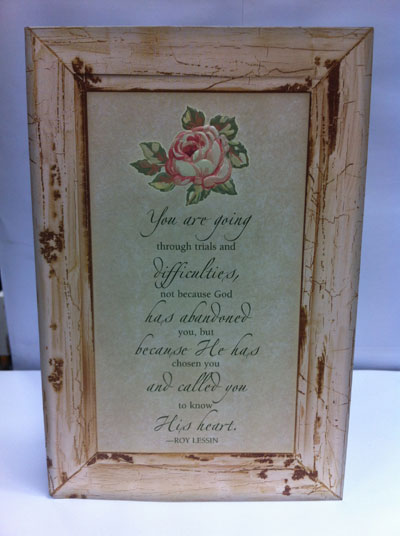 You are going
through trials and
difficulties,
not because God
has abandoned
you, but
because He has
chosen you
and called you
to know
His heart.
—ROY LESSIN